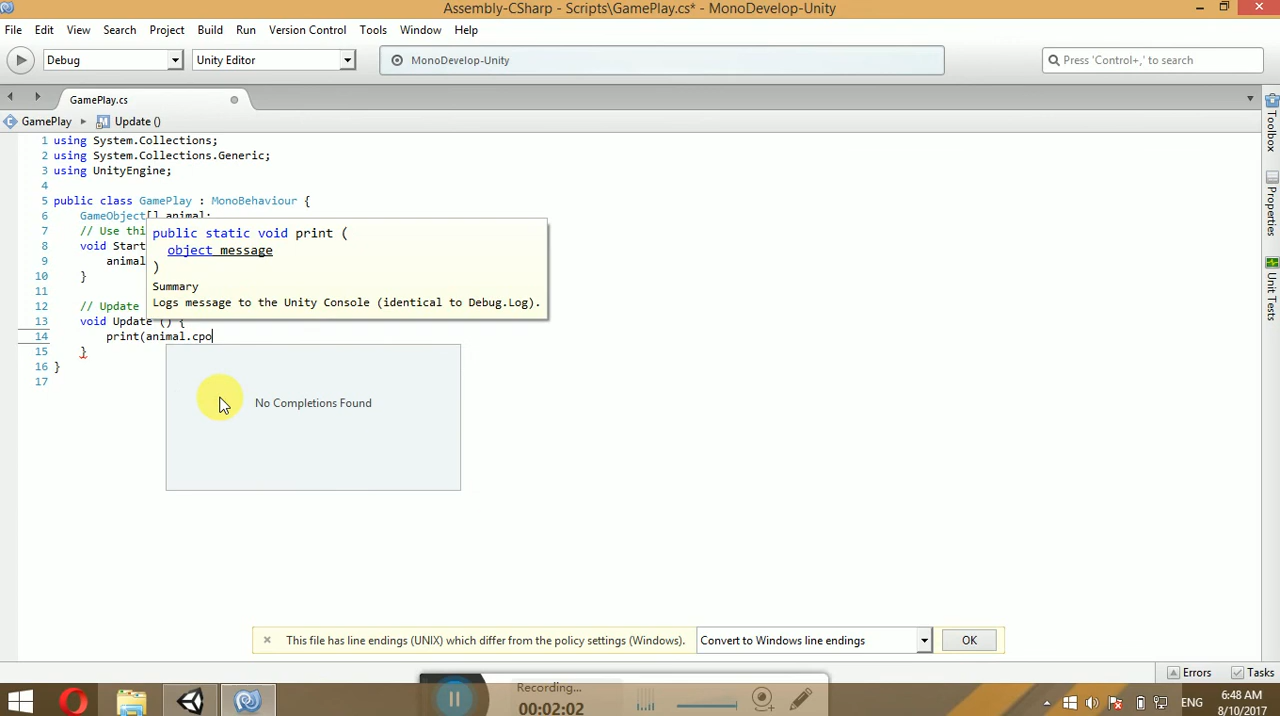 Assembly-CSharp - Scripts\GamePlay.cs* - MonoDevelop-Unity
File Edit View Search Project Build Run Version Control Tools Window Help
Debug Unity Editor MonoDevelop-Unity Press 'Control+,' to search
GamePlay.cs
GamePlay Update ()
1 using System.Collections;
2 using System.Collections.Generic;
3 using UnityEngine;
4
5 public class GamePlay : MonoBehaviour {
6 GameObject[] animal;
7 // Use thi
8 void Start
9 animal
10 }
11
12 // Update
13 void Update () {
14 print(animal.cpo
15 }
16 }
17
public static void print (
object message
)
Summary
Logs message to the Unity Console (identical to Debug.Log).
No Completions Found
Toolbox
Properties
Unit Tests
This file has line endings (UNIX) which differ from the policy settings (Windows). Convert to Windows line endings OK
Errors Tasks
Recording...
00:02:02
ENG
6:48 AM
8/10/2017